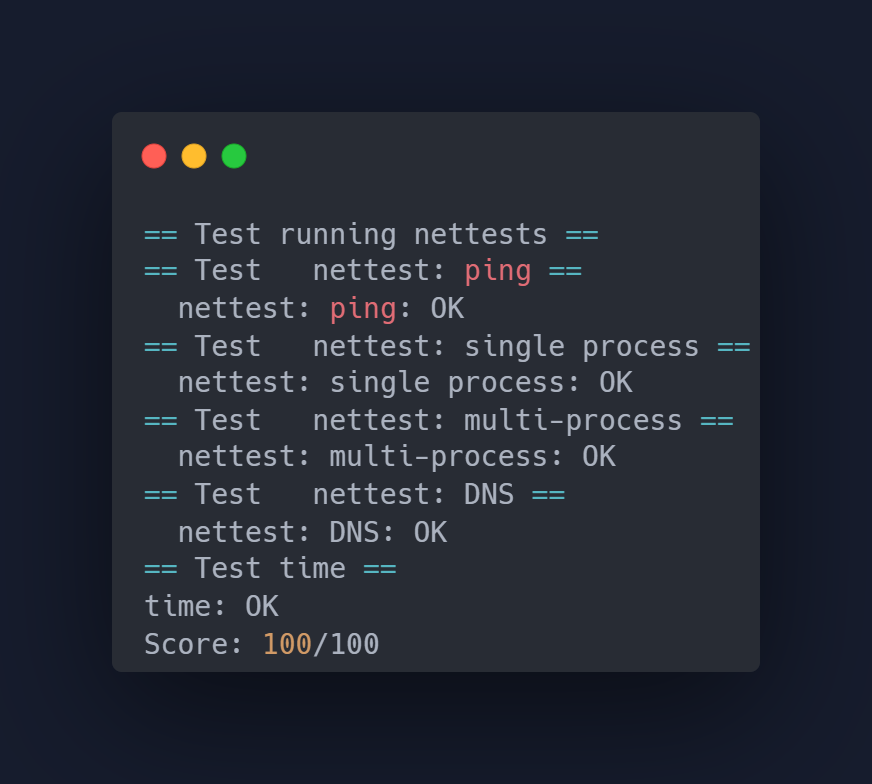 == Test running nettests ==
== Test   nettest: ping ==
  nettest: ping: OK
== Test   nettest: single process ==
  nettest: single process: OK
== Test   nettest: multi-process ==
  nettest: multi-process: OK
== Test   nettest: DNS ==
  nettest: DNS: OK
== Test time ==
time: OK
Score: 100/100